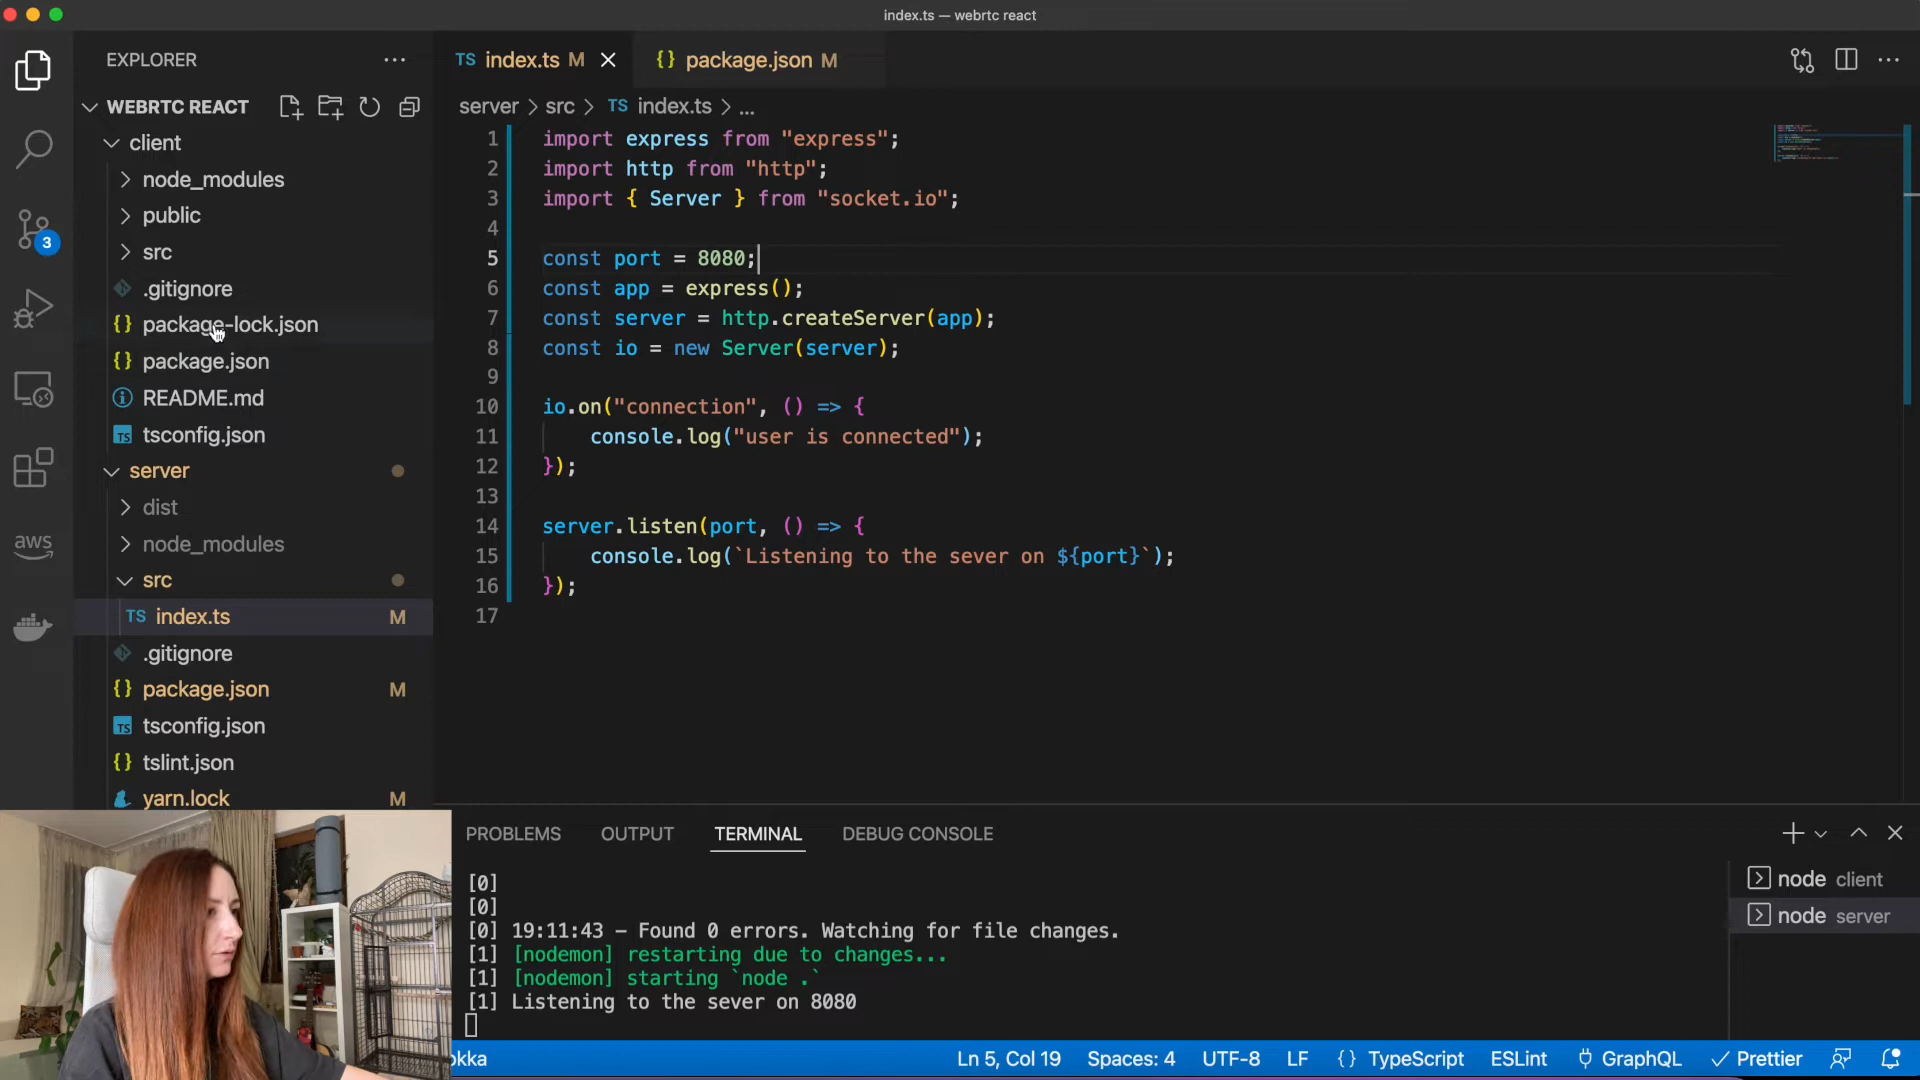 index.ts — webrtc react
EXPLORER
TS index.ts M
{} package.json M
WEBRTC REACT
server > src > TS index.ts > ...
client
node_modules
public
src
.gitignore
{} package-lock.json
{} package.json
README.md
TS tsconfig.json
server
dist
node_modules
src
TS index.ts M
.gitignore
{} package.json M
TS tsconfig.json
{} tslint.json
yarn.lock M
3
aws
1 import express from "express";
2 import http from "http";
3 import { Server } from "socket.io";
4
5 const port = 8080;
6 const app = express();
7 const server = http.createServer(app);
8 const io = new Server(server);
9
10 io.on("connection", () => {
11 console.log("user is connected");
12 });
13
14 server.listen(port, () => {
15 console.log(`Listening to the sever on ${port}`);
16 });
17
PROBLEMS OUTPUT TERMINAL DEBUG CONSOLE
[0]
[0]
[0] 19:11:43 – Found 0 errors. Watching for file changes.
[1] [nodemon] restarting due to changes...
[1] [nodemon] starting `node .`
[1] Listening to the sever on 8080
node client
node server
okka Ln 5, Col 19 Spaces: 4 UTF-8 LF {} TypeScript ESLint GraphQL Prettier